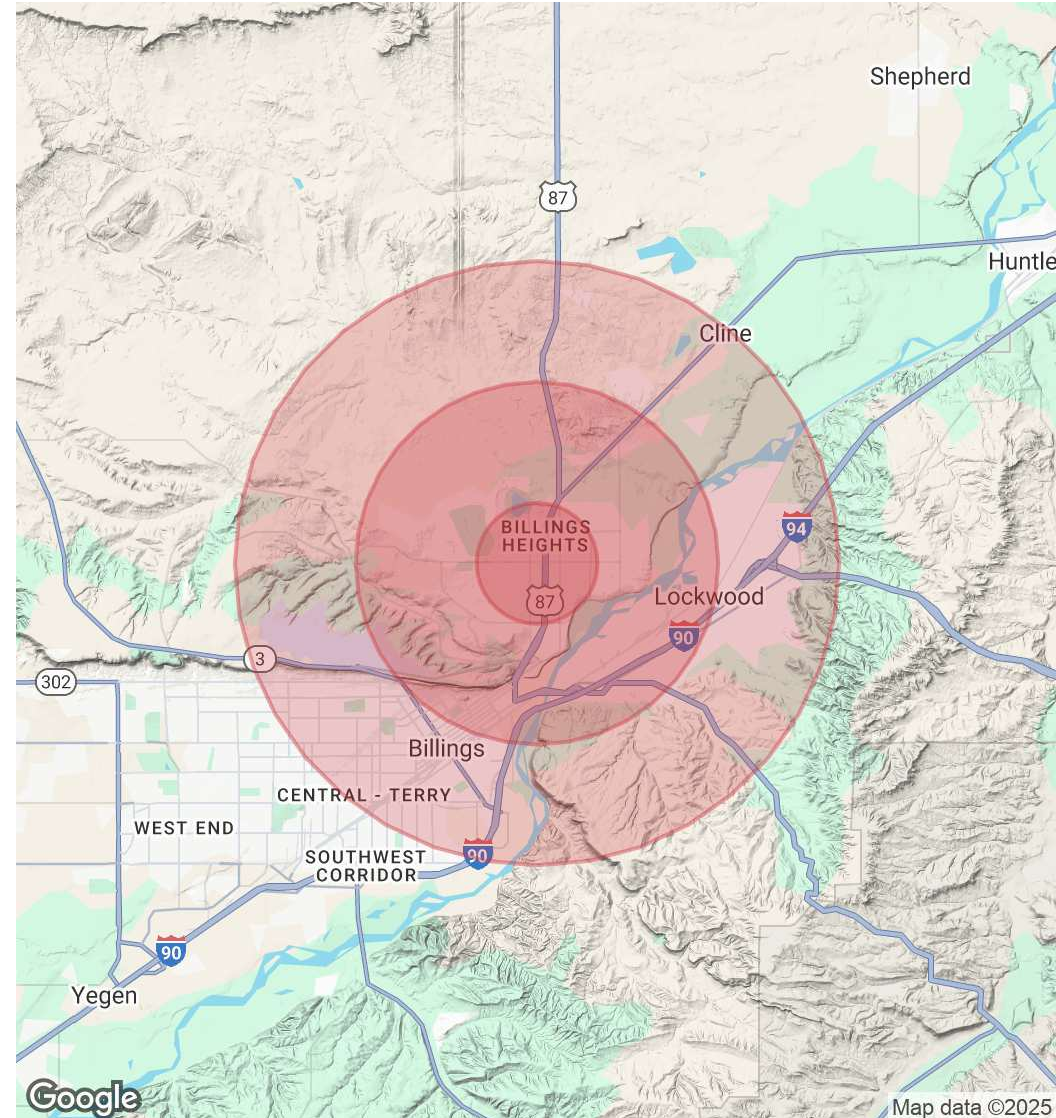 Shepherd
87
Huntle
Cline
BILLINGS
HEIGHTS
94
87
Lockwood
90
3
302
Billings
CENTRAL - TERRY
WEST END
SOUTHWEST
CORRIDOR
90
90
Yegen
Google
Map data ©2025